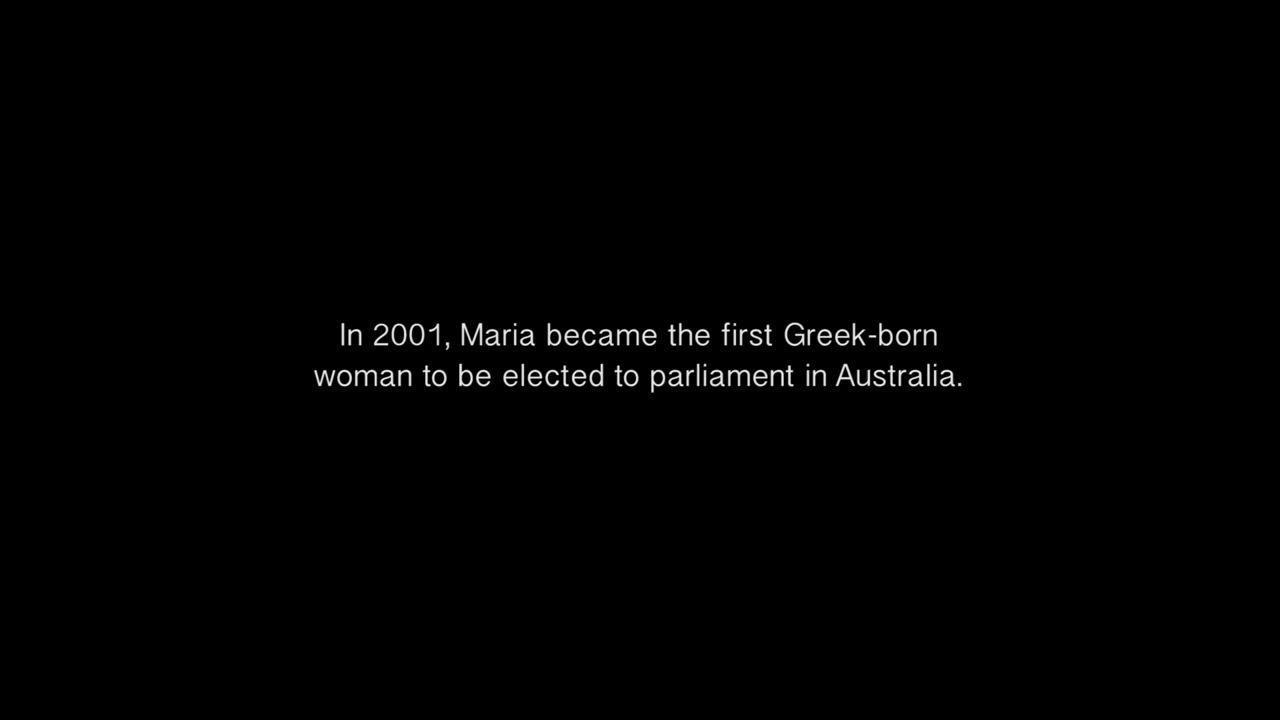 In 2001, Maria became the first Greek-born
woman to be elected to parliament in Australia.